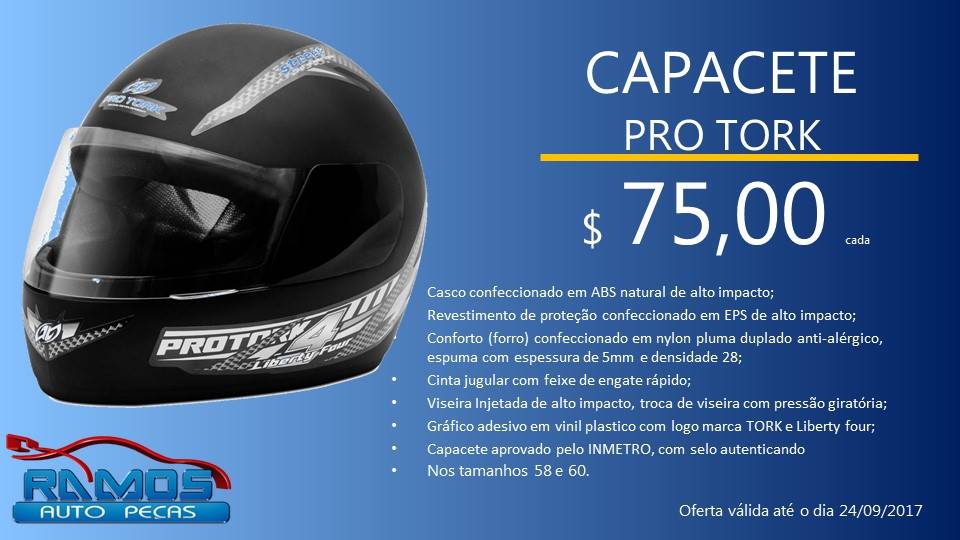 CAPACETE
PRO TORK
$ 75,00 cada
Street
PRO TORK
PROTORK
Liberty Four
Casco confeccionado em ABS natural de alto impacto;
Revestimento de proteção confeccionado em EPS de alto impacto;
Conforto (forro) confeccionado em nylon pluma duplado anti-alérgico,
espuma com espessura de 5mm e densidade 28;
• Cinta jugular com feixe de engate rápido;
• Viseira Injetada de alto impacto, troca de viseira com pressão giratória;
• Gráfico adesivo em vinil plastico com logo marca TORK e Liberty four;
• Capacete aprovado pelo INMETRO, com selo autenticando
• Nos tamanhos 58 e 60.
RAMOS
AUTO PEÇAS
Oferta válida até o dia 24/09/2017